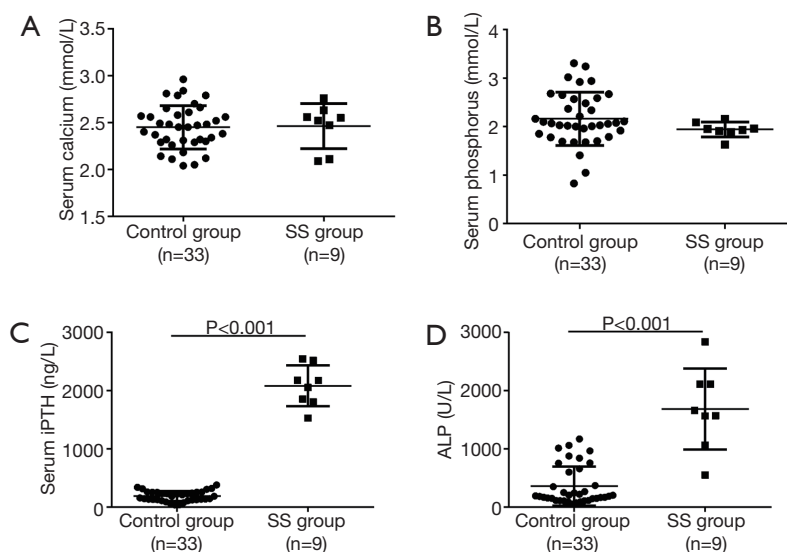 A
Serum calcium (mmol/L)
3.5
3.0
2.5
2.0
1.5
Control group
(n=33)
SS group
(n=9)
B
Serum phosphorus (mmol/L)
4
3
2
1
0
Control group
(n=33)
SS group
(n=9)
C
P<0.001
Serum iPTH (ng/L)
3000
2000
1000
0
Control group
(n=33)
SS group
(n=9)
D
P<0.001
ALP (U/L)
3000
2000
1000
0
Control group
(n=33)
SS group
(n=9)